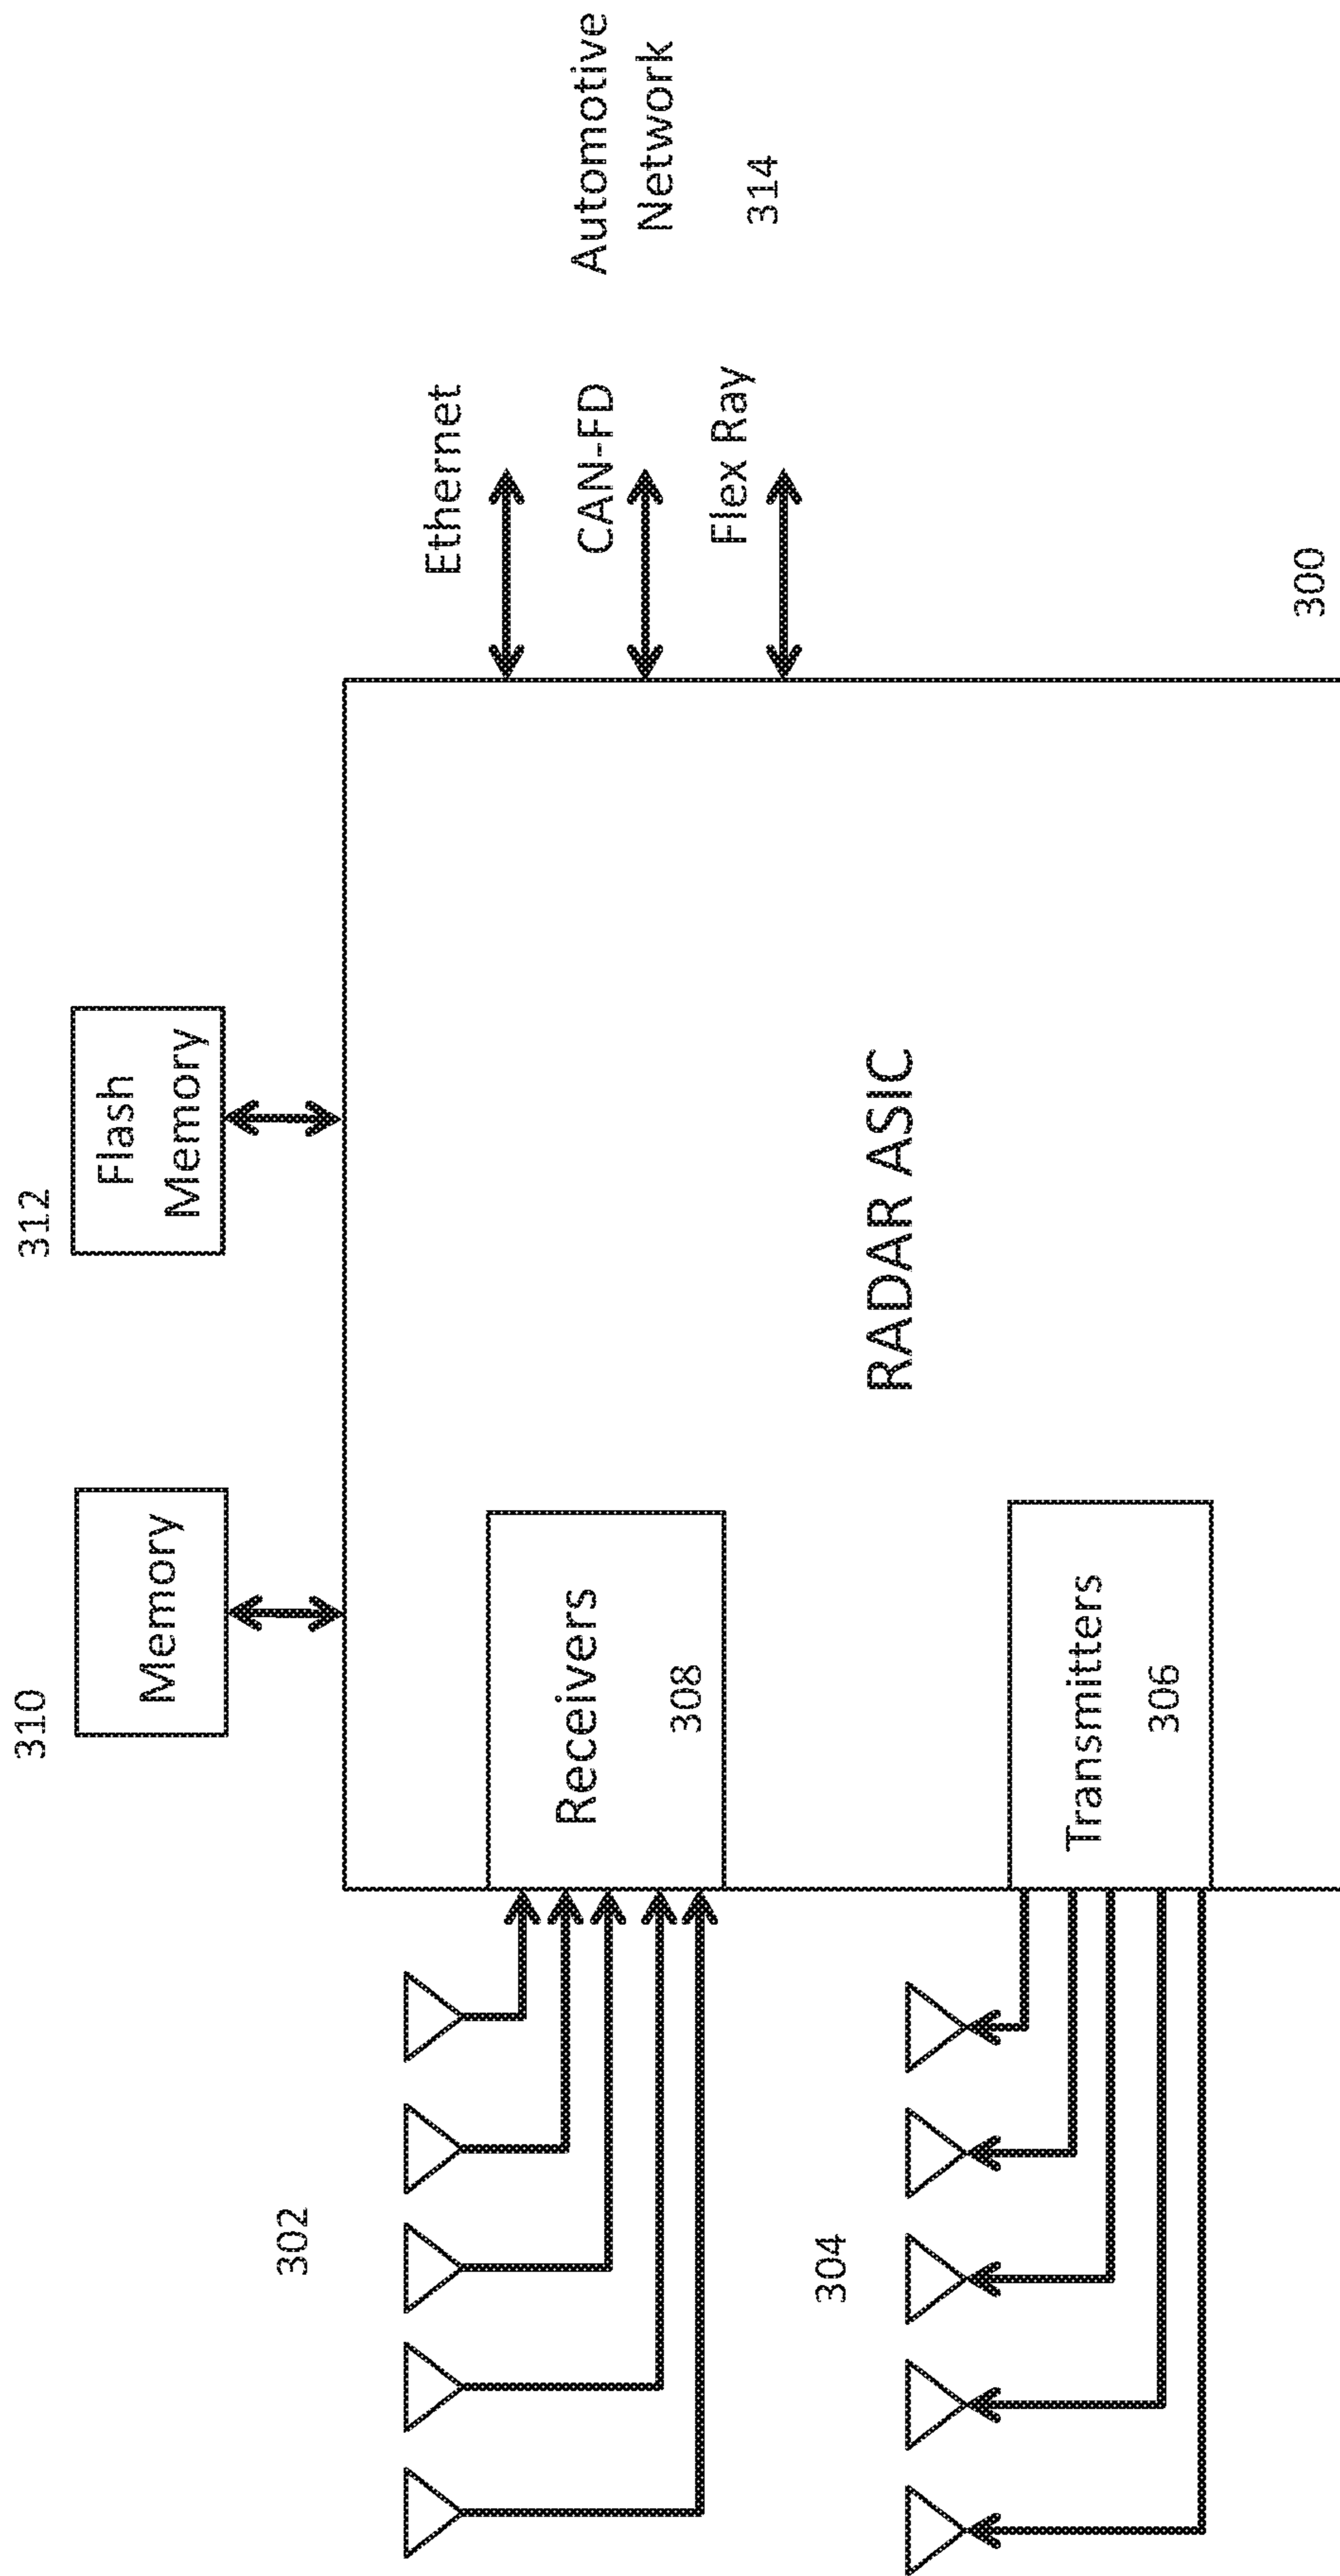 310
Memory
312
Flash
Memory
302
Receivers
308
RADAR ASIC
304
Transmitters
306
Ethernet
CAN-FD
Flex Ray
Automotive
Network
314
300